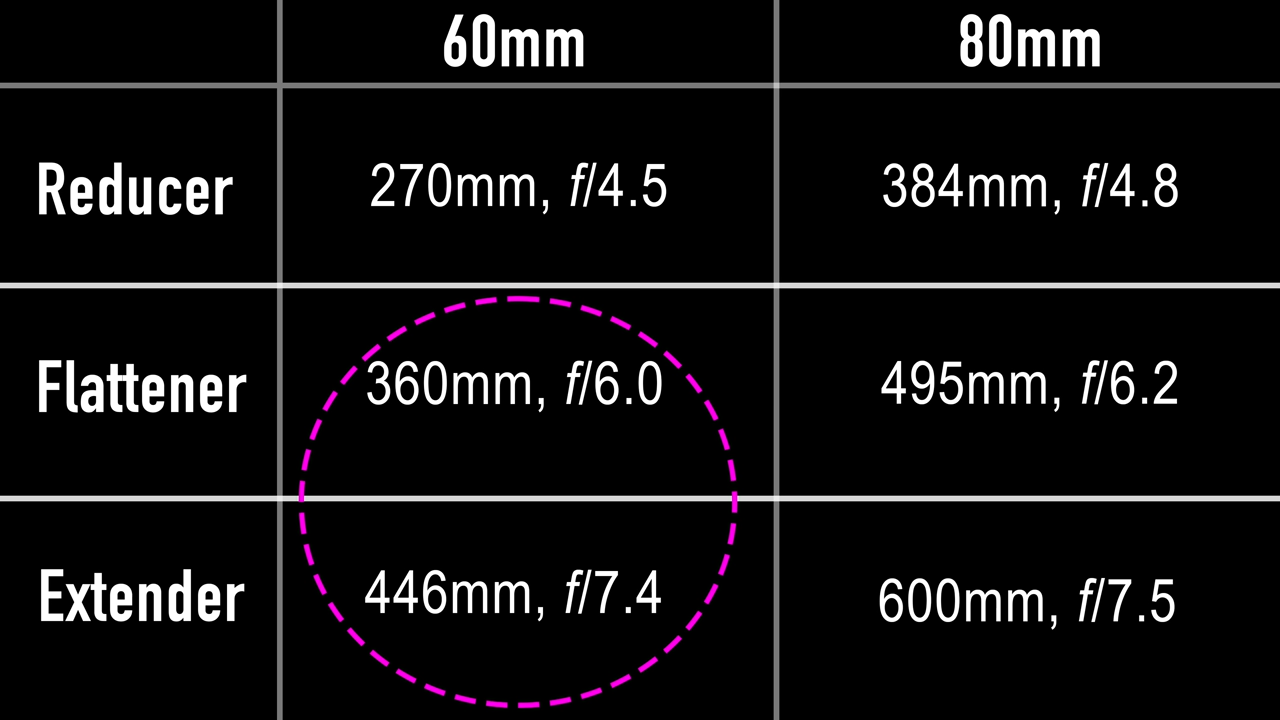 60mm 80mm
Reducer 270mm, f/4.5 384mm, f/4.8
Flattener 360mm, f/6.0 495mm, f/6.2
Extender 446mm, f/7.4 600mm, f/7.5